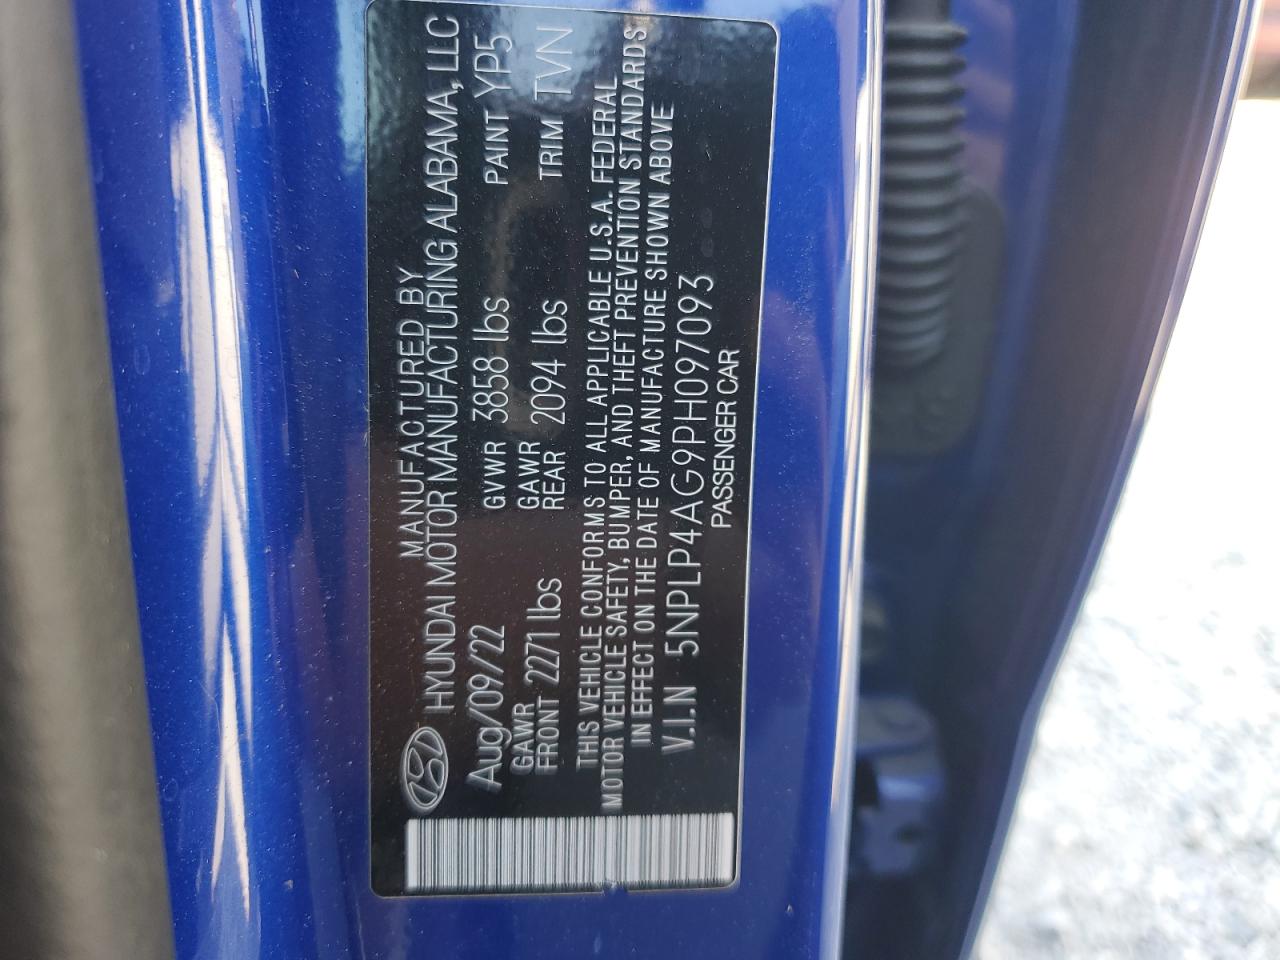 MANUFACTURED BY
HYUNDAI MOTOR MANUFACTURING ALABAMA, LLC
Aug/09/22 GVWR 3858 lbs PAINT YP5
GAWR FRONT 2271 lbs GAWR REAR 2094 lbs TRIM TVN
THIS VEHICLE CONFORMS TO ALL APPLICABLE U.S.A. FEDERAL
MOTOR VEHICLE SAFETY, BUMPER, AND THEFT PREVENTION STANDARDS
IN EFFECT ON THE DATE OF MANUFACTURE SHOWN ABOVE
V.I.N 5NPLP4AG9PH097093
PASSENGER CAR